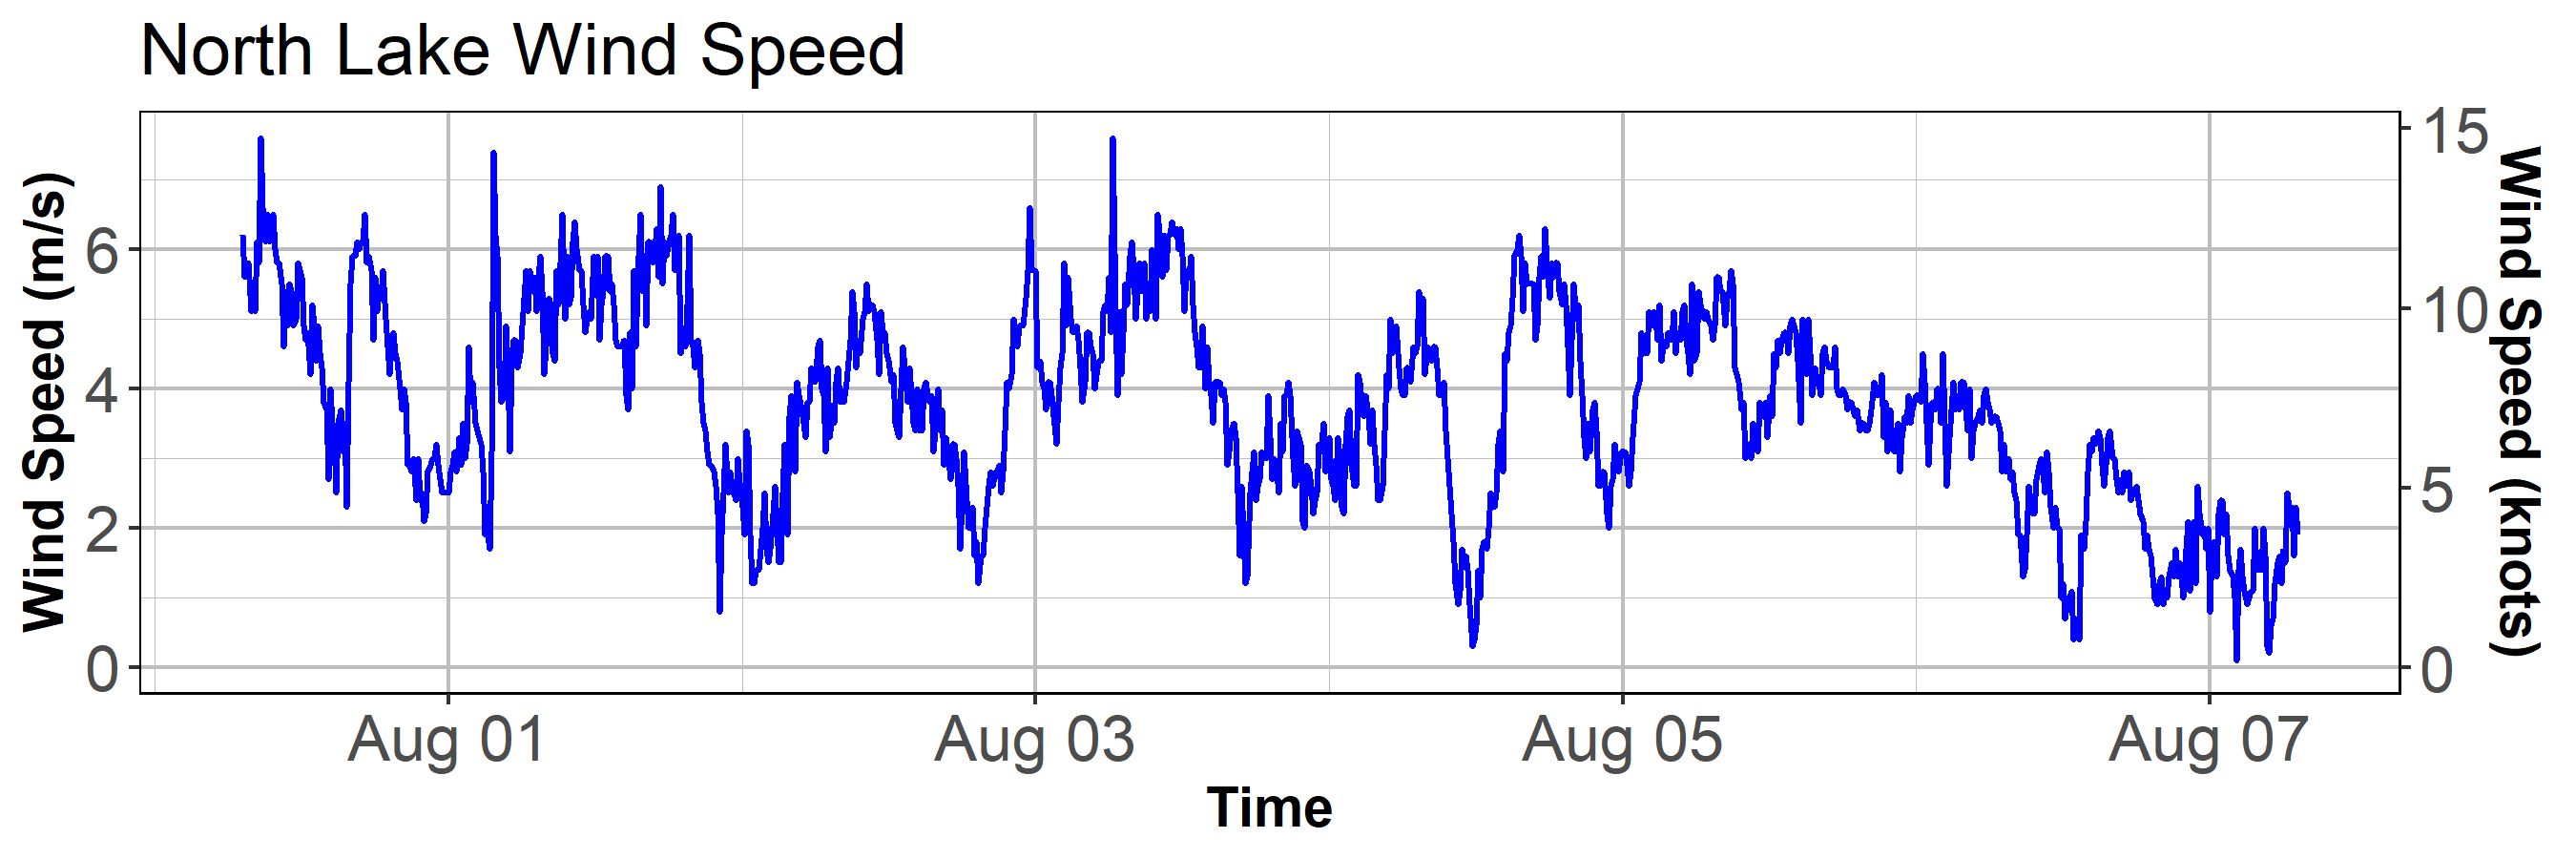 North Lake Wind Speed
Wind Speed (m/s)
6
4
2
0
15
10
5
0
Wind Speed (knots)
Aug 01
Aug 03
Aug 05
Aug 07
Time